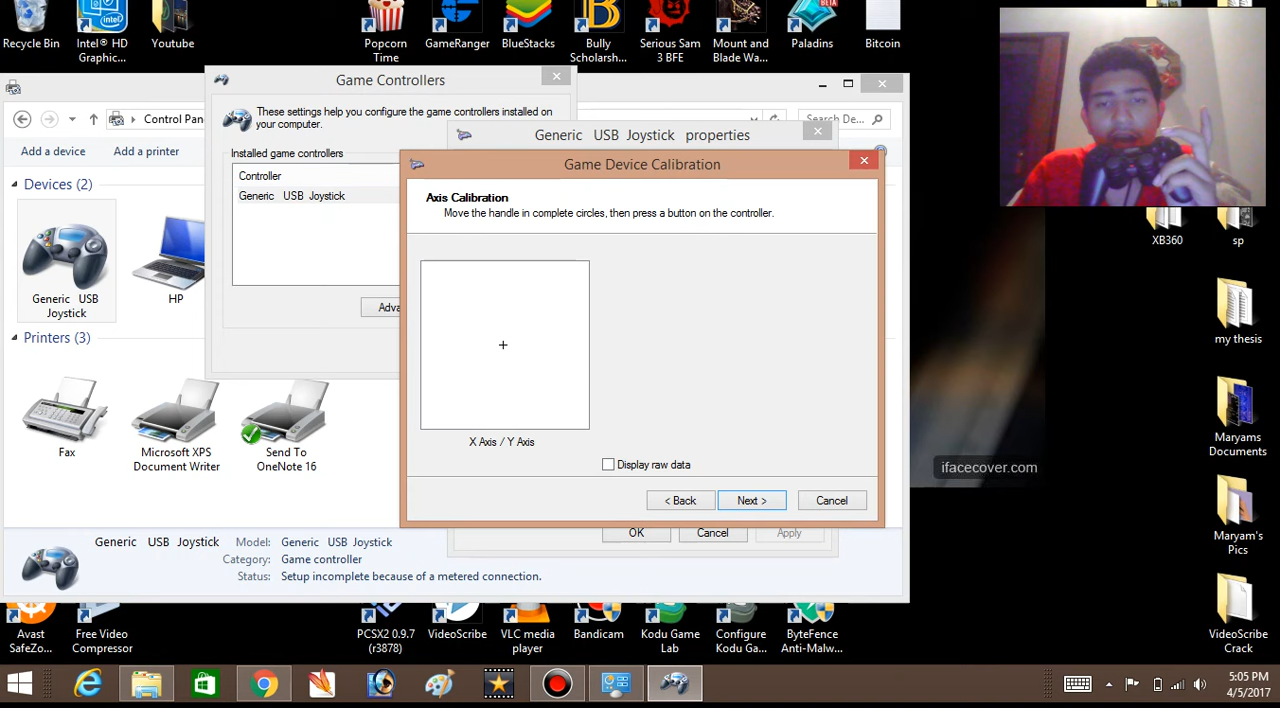 Recycle Bin
Intel® HD
Graphic...
Youtube
Popcorn
Time
GameRanger
BlueStacks
Bully
Scholarsh...
Serious Sam
3 BFE
Mount and
Blade Wa...
BETA
Paladins
Bitcoin
Game Controllers
These settings help you configure the game controllers installed on
your computer.
Installed game controllers
Controller
Generic USB Joystick
Adva
Control Pan
Search De...
Add a device
Add a printer
Devices (2)
Generic USB
Joystick
HP
Printers (3)
Fax
Microsoft XPS
Document Writer
Send To
OneNote 16
Generic USB Joystick
Model: Generic USB Joystick
Category: Game controller
Status: Setup incomplete because of a metered connection.
Generic USB Joystick properties
OK
Cancel
Apply
Game Device Calibration
Axis Calibration
Move the handle in complete circles, then press a button on the controller.
X Axis / Y Axis
Display raw data
< Back
Next >
Cancel
XB360
sp
my thesis
Maryams
Documents
Maryam's
Pics
VideoScribe
Crack
ifacecover.com
Avast
SafeZo...
Free Video
Compressor
PCSX2 0.9.7
(r3878)
VideoScribe
VLC media
player
Bandicam
Kodu Game
Lab
Configure
Kodu Ga...
ByteFence
Anti-Malw...
5:05 PM
4/5/2017